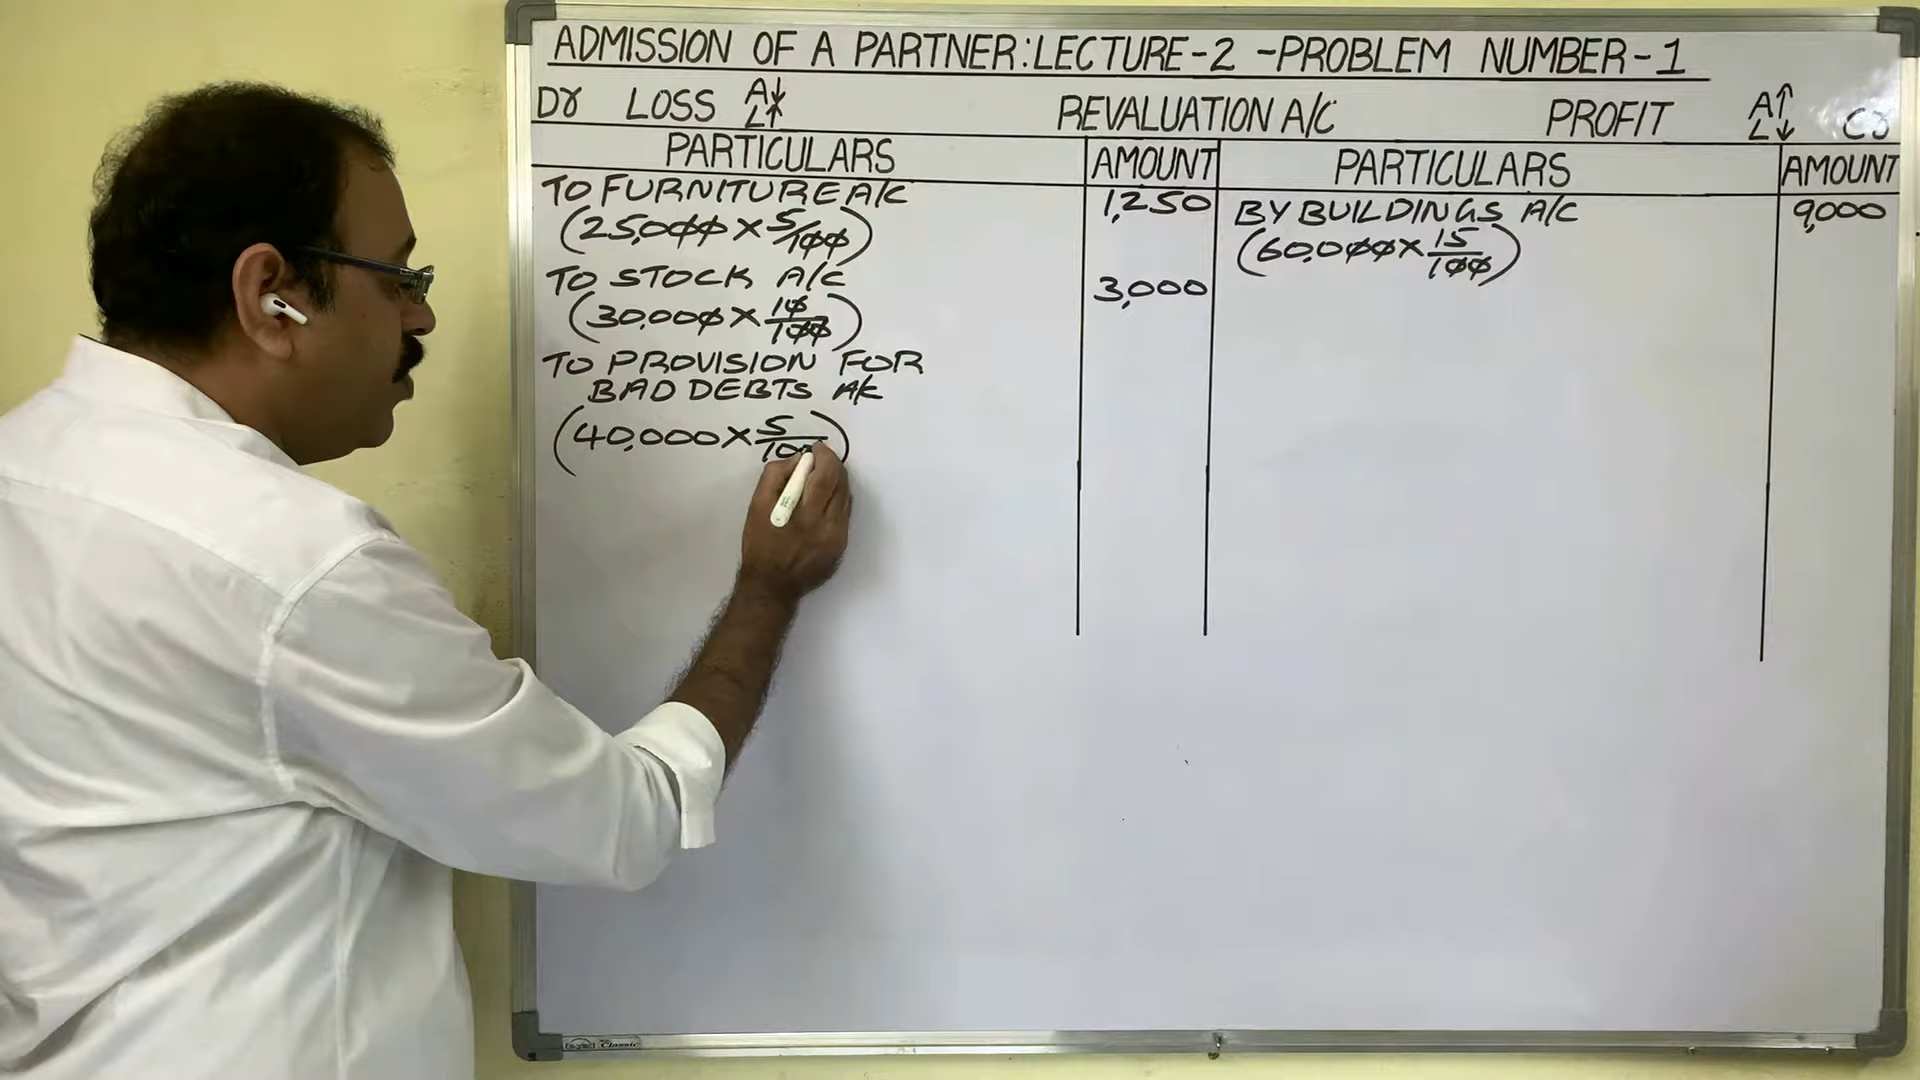 ADMISSION OF A PARTNER: LECTURE-2 -PROBLEM NUMBER-1
Dr LOSS A↓ L↑ REVALUATION A/C PROFIT A↑ L↓ Cr
PARTICULARS AMOUNT PARTICULARS AMOUNT
TO FURNITURE A/C 1,250 BY BUILDINGS A/C 9,000
(25,000 × 5/100) (60,000 × 15/100)
TO STOCK A/C 3,000
(30,000 × 10/100)
TO PROVISION FOR
BAD DEBTS A/C
(40,000 × 5/100)
Classic